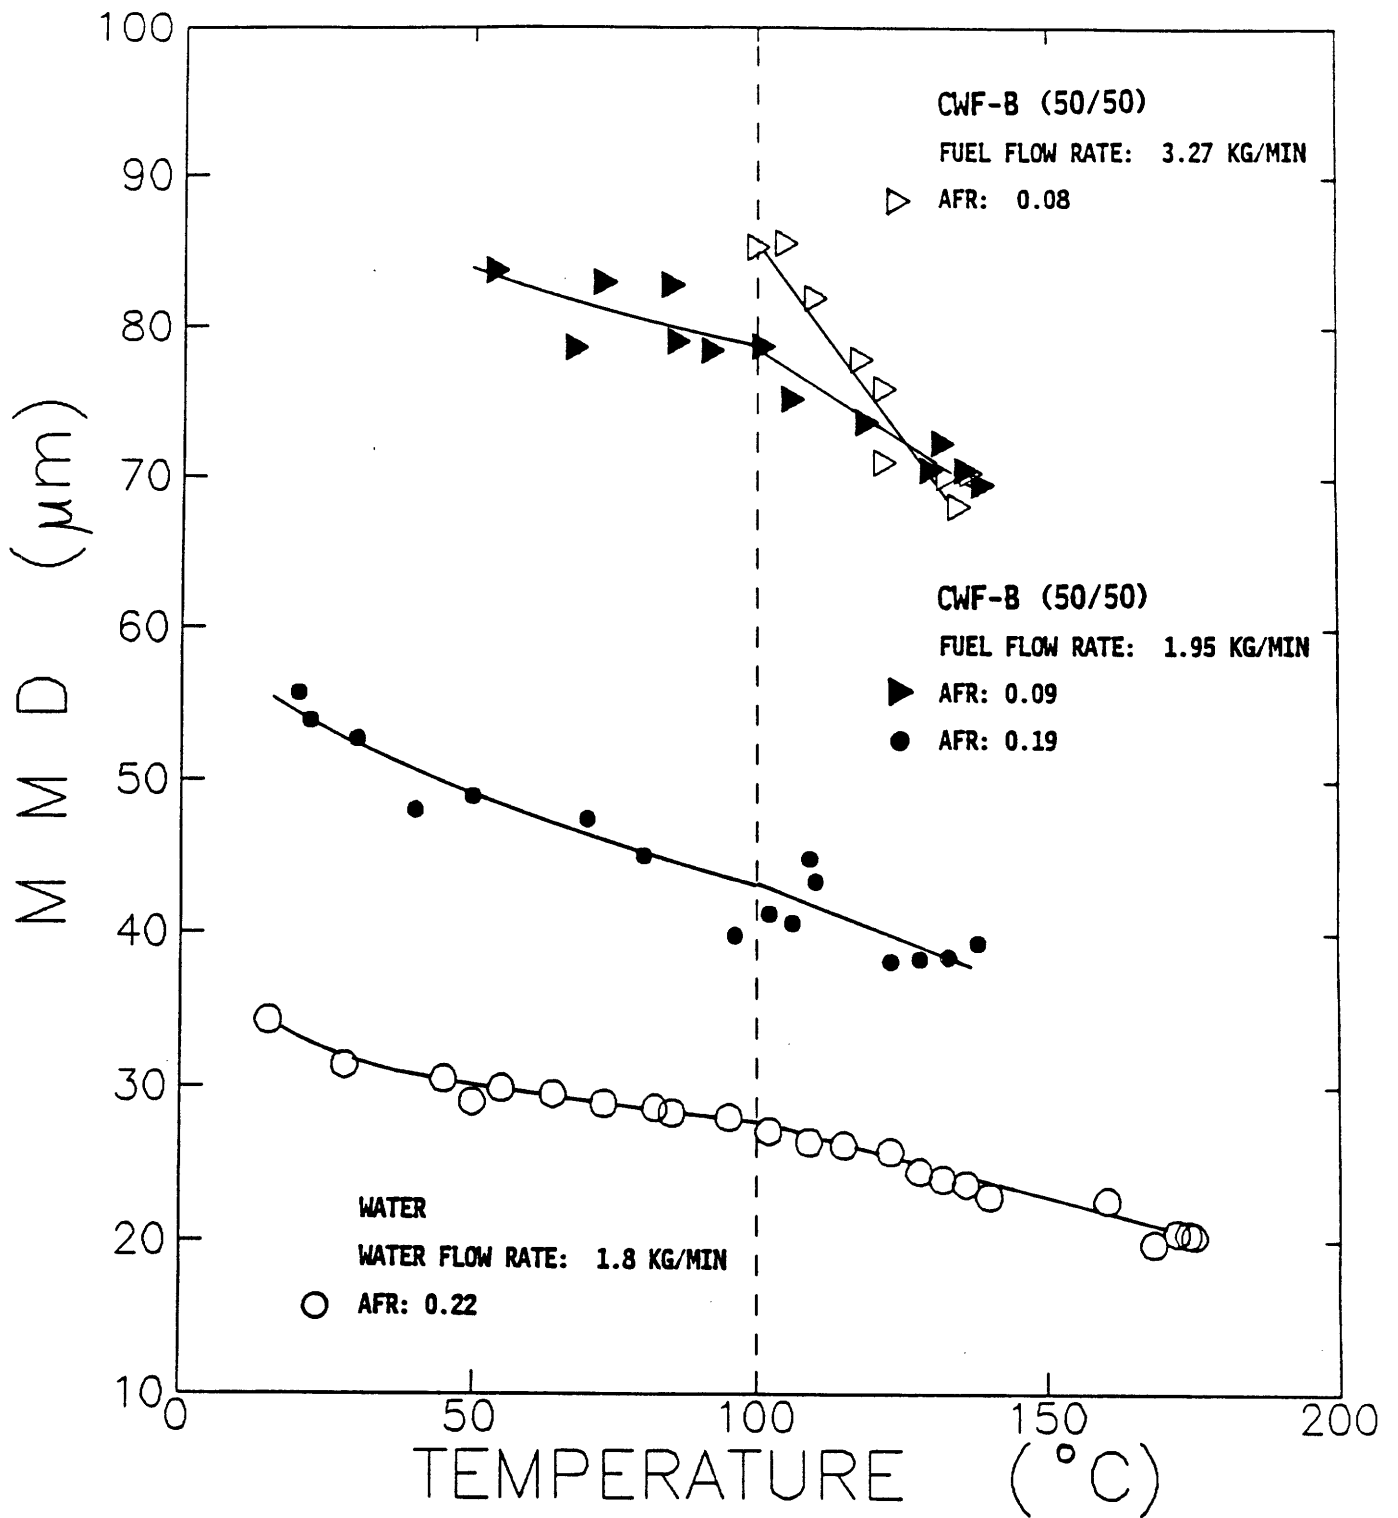 100
CWF-B (50/50)
FUEL FLOW RATE: 3.27 KG/MIN
AFR: 0.08
90
80
70
CWF-B (50/50)
FUEL FLOW RATE: 1.95 KG/MIN
AFR: 0.09
AFR: 0.19
60
50
40
30
20
10
MMD (μm)
WATER
WATER FLOW RATE: 1.8 KG/MIN
AFR: 0.22
0 50 100 150 200
TEMPERATURE (°C)